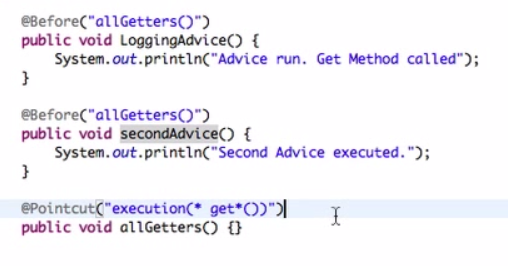 @Before("allGetters()")
public void LoggingAdvice() {
    System.out.println("Advice run. Get Method called");
}
@Before("allGetters()")
public void secondAdvice() {
    System.out.println("Second Advice executed.");
}
@Pointcut("execution(* get*())")
public void allGetters() {}